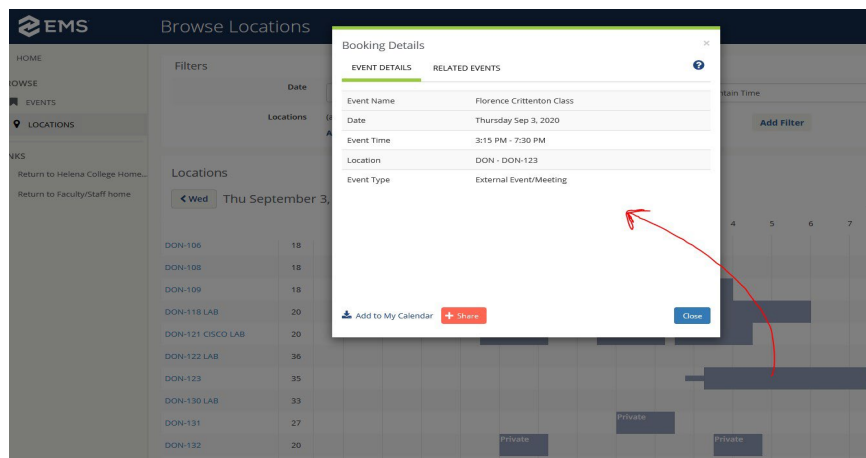 EMS
Browse Locations
HOME
OWSE
EVENTS
LOCATIONS
NKS
Return to Helena College Home...
Return to Faculty/Staff home
Filters
Date
ntain Time
Locations
(a
A
Add Filter
Booking Details
×
EVENT DETAILS RELATED EVENTS
?
Event Name Florence Crittenton Class
Date Thursday Sep 3, 2020
Event Time 3:15 PM - 7:30 PM
Location DON - DON-123
Event Type External Event/Meeting
Add to My Calendar + Share Close
Locations
Wed Thu September 3,
4 5 6 7
DON-106 18
DON-108 18
DON-109 18
DON-118 LAB 20
DON-121 CISCO LAB 20
DON-122 LAB 36
DON-123 35
DON-130 LAB 33
DON-131 27 Private
DON-132 20 Private Private